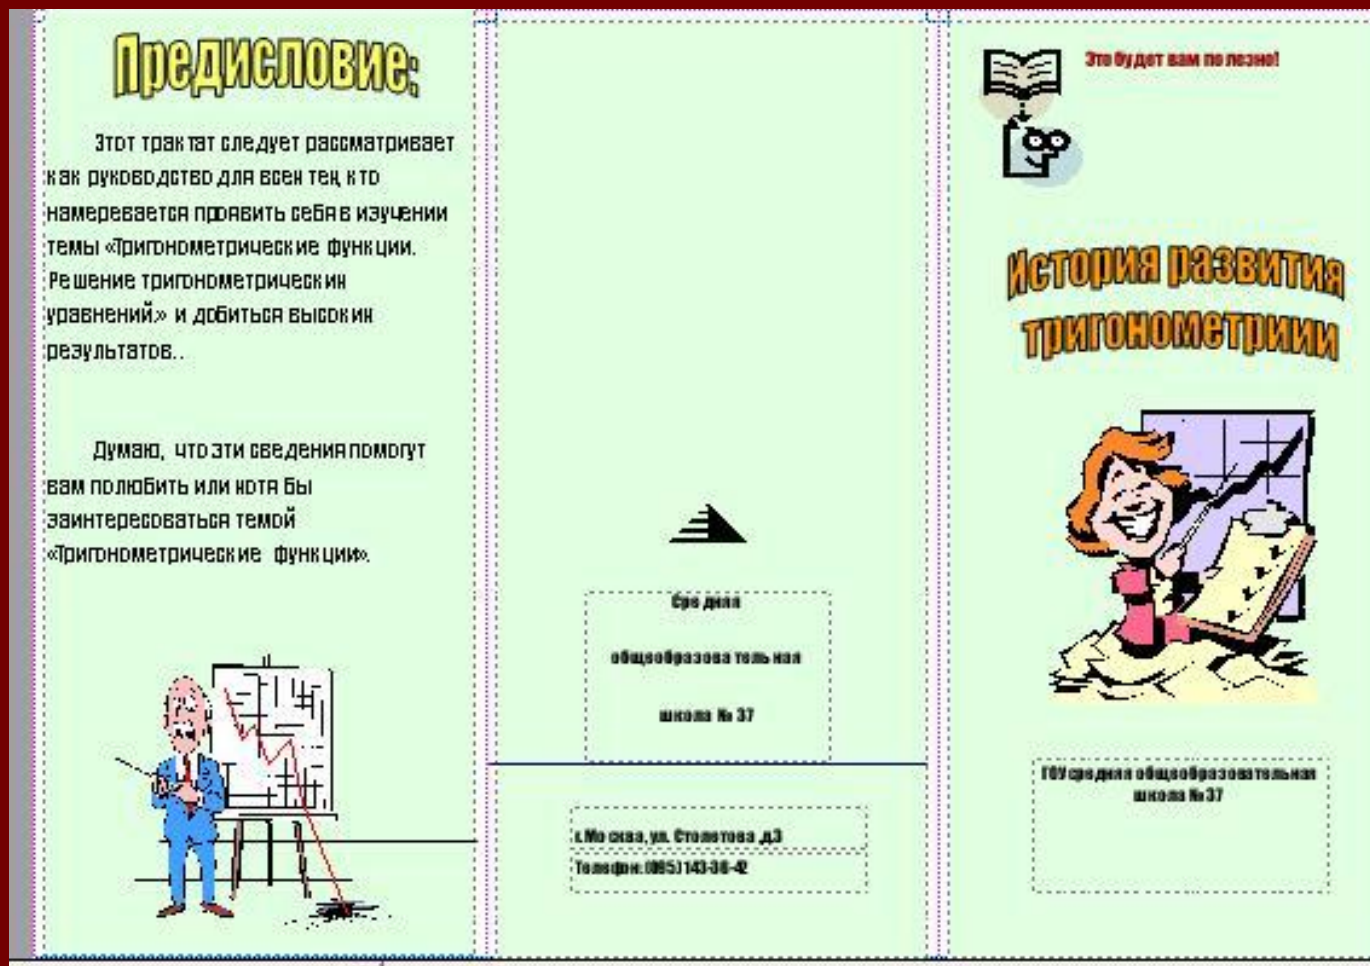 Предисловие:
Этот трактат следует рассматривает
как руководство для всех тех, кто
намеревается проявить себя в изучении
темы «Тригонометрические функции.
Решение тригонометрических
уравнений.» и добиться высоких
результатов..
Думаю, что эти сведения помогут
вам полюбить или хотя бы
заинтересоваться темой
«Тригонометрические функции».
Средняя
общеобразовательная
школа № 37
г.Москва, ул. Столетова д.3
Телефон: (095) 143-36-42
Это будет вам полезно!
История развития
тригонометриии
ГОУ средняя общеобразовательная
школа № 37